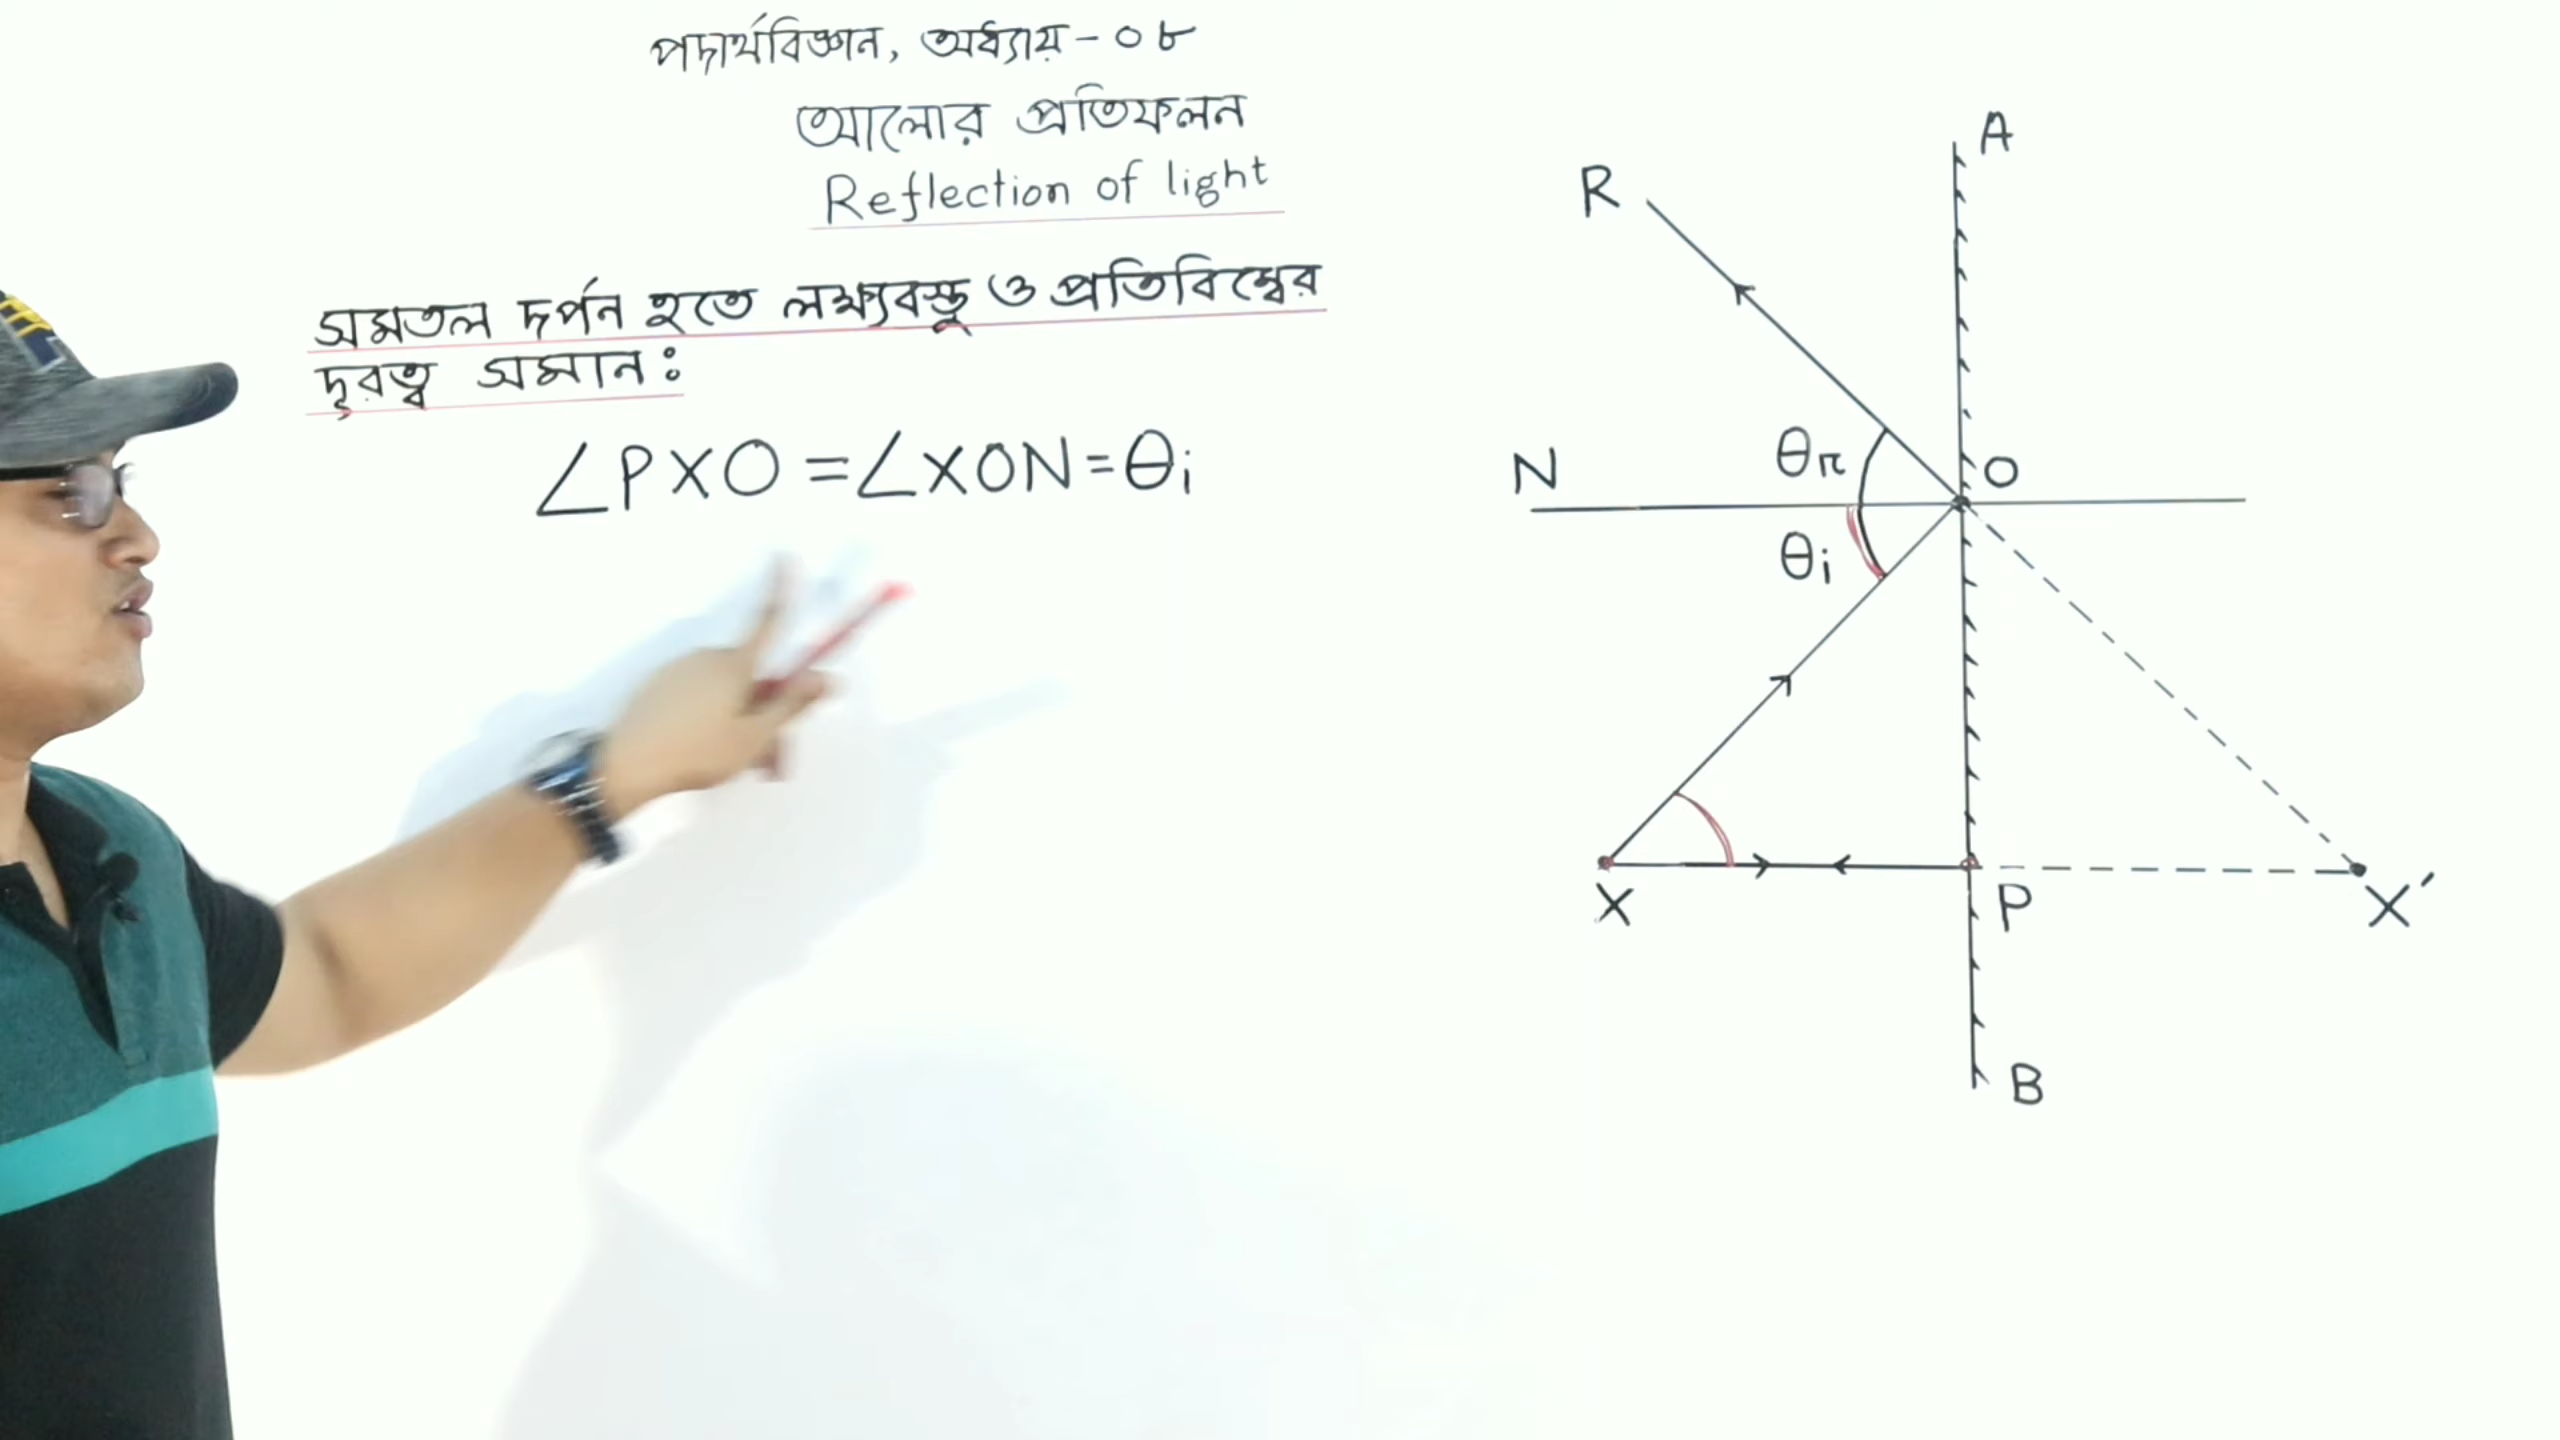 পদার্থবিজ্ঞান, অধ্যায় - ০৮
আলোর প্রতিফলন
Reflection of light
সমতল দর্পন হতে লক্ষ্যবস্তু ও প্রতিবিম্বের
দূরত্ব সমান:
∠PXO = ∠XON = θi
A
R
N
θr
O
θi
X
P
X′
B